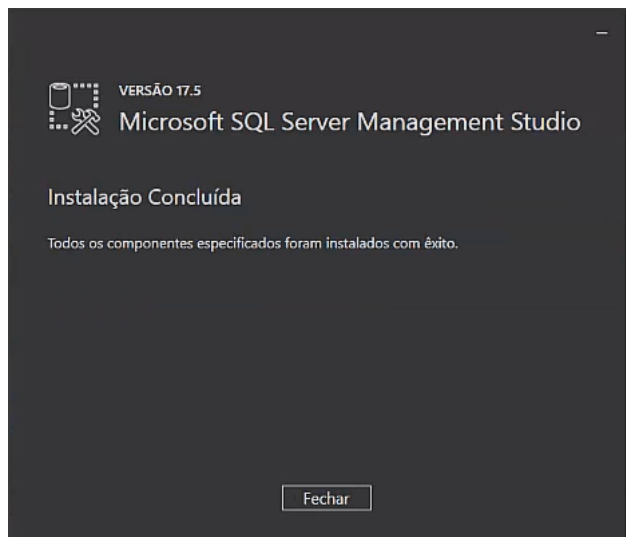 VERSÃO 17.5
Microsoft SQL Server Management Studio
Instalação Concluída
Todos os componentes especificados foram instalados com êxito.
Fechar